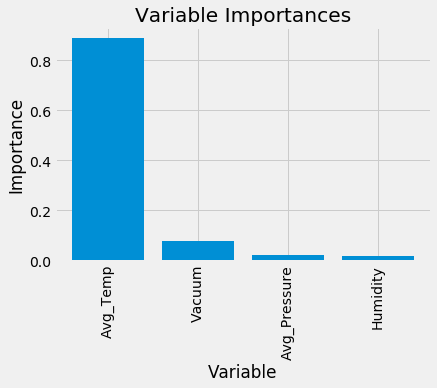 Variable Importances
Importance
0.8
0.6
0.4
0.2
0.0
Avg_Temp
Vacuum
Avg_Pressure
Humidity
Variable